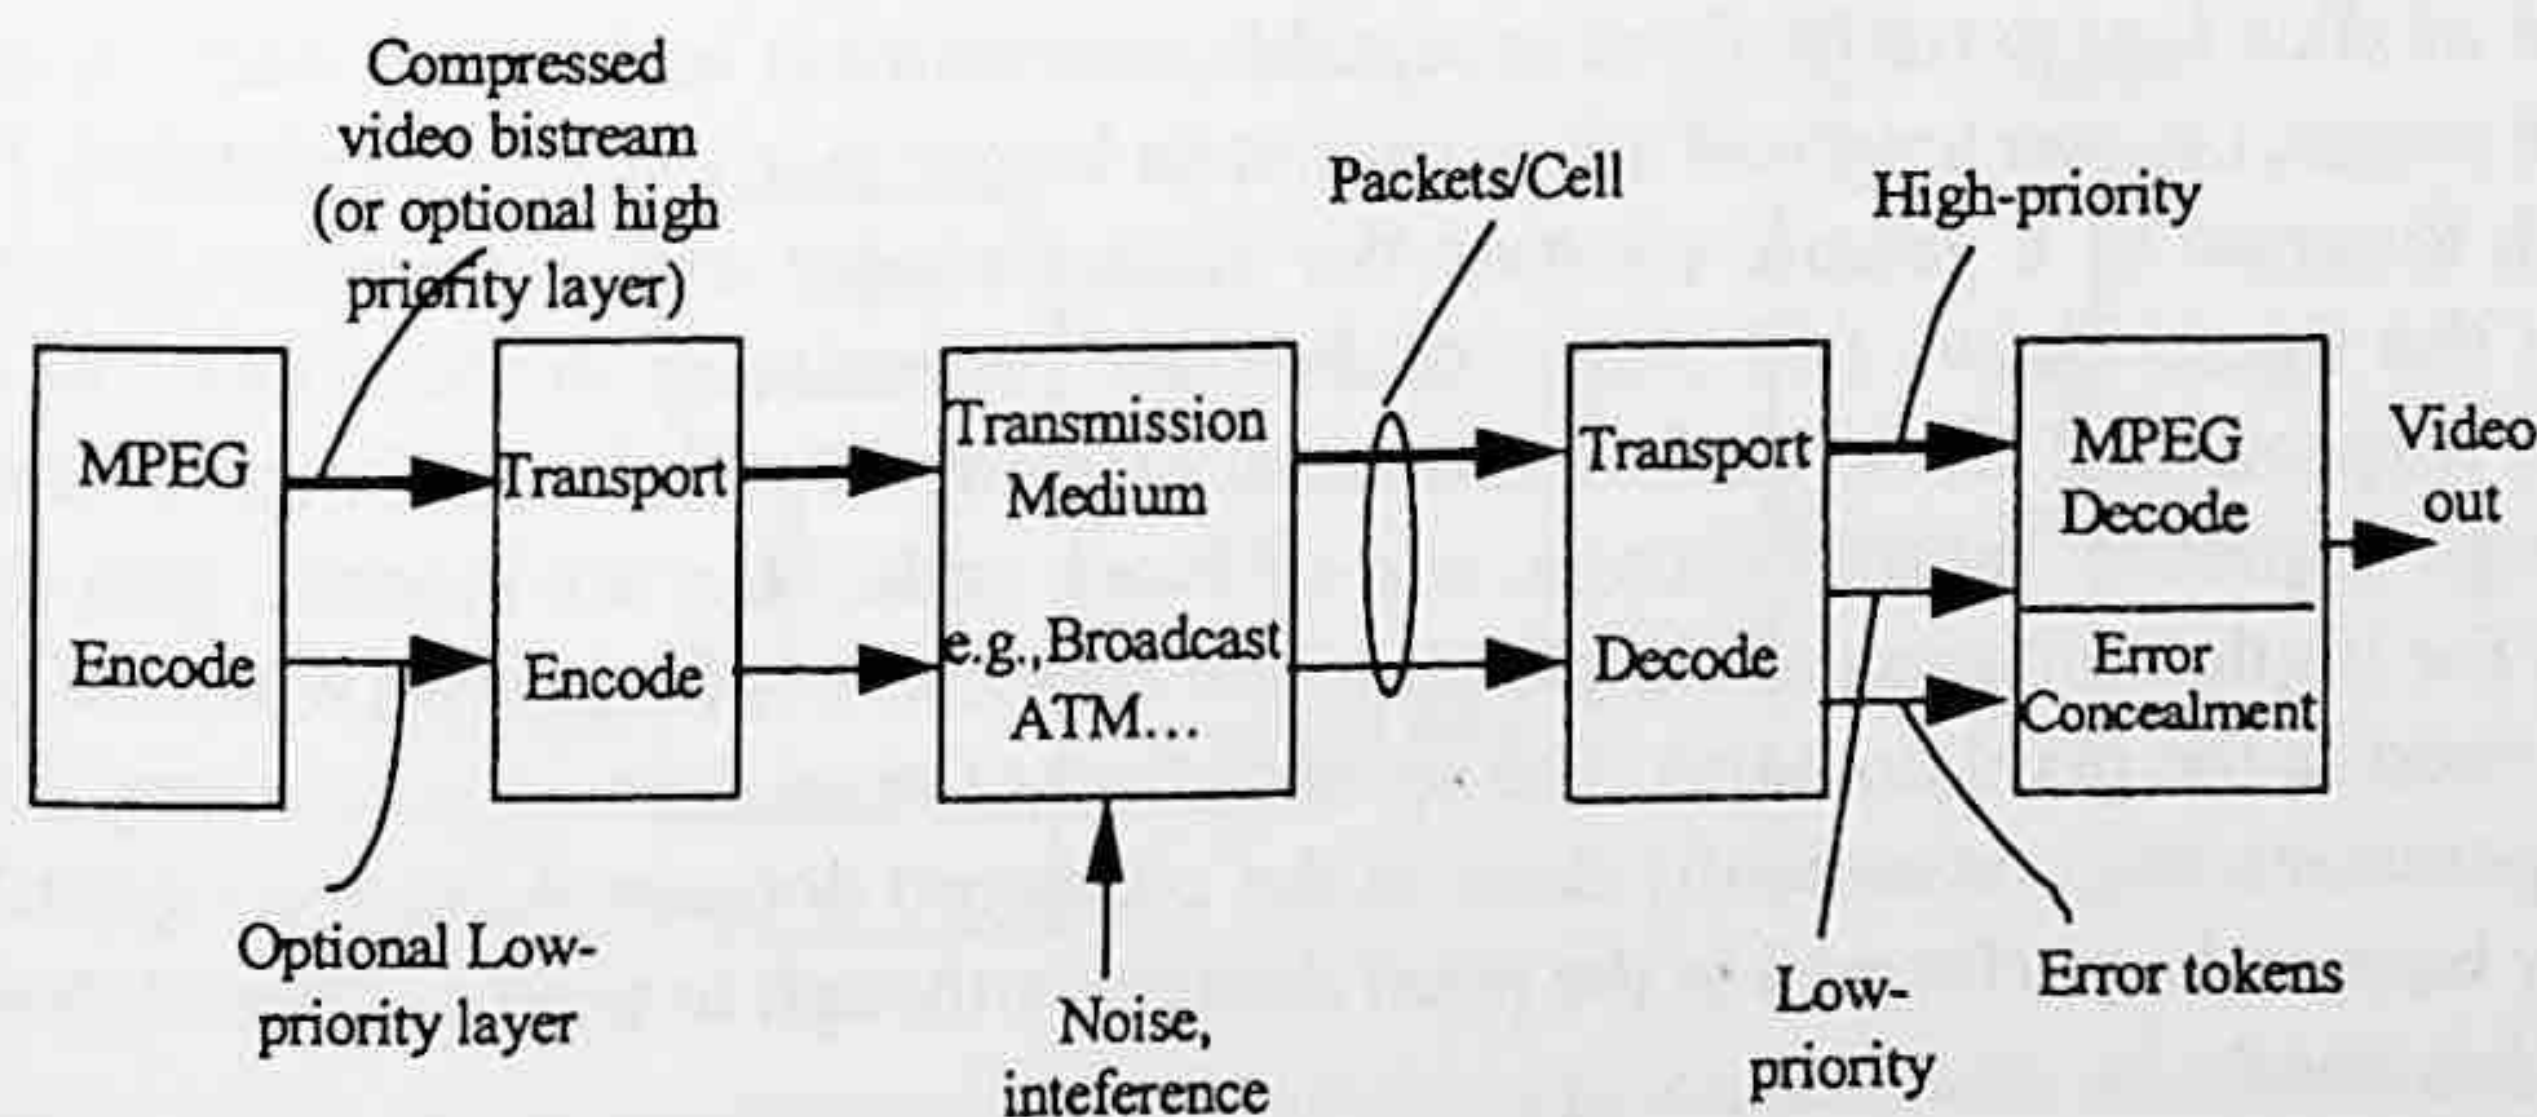 Compressed
video bistream
(or optional high
priority layer)
Packets/Cell
High-priority
MPEG
Encode
Transport
Encode
Transmission
Medium
e.g.,Broadcast
ATM...
Transport
Decode
MPEG
Decode
Error
Concealment
Video
out
Optional Low-
priority layer
Noise,
inteference
Low-
priority
Error tokens